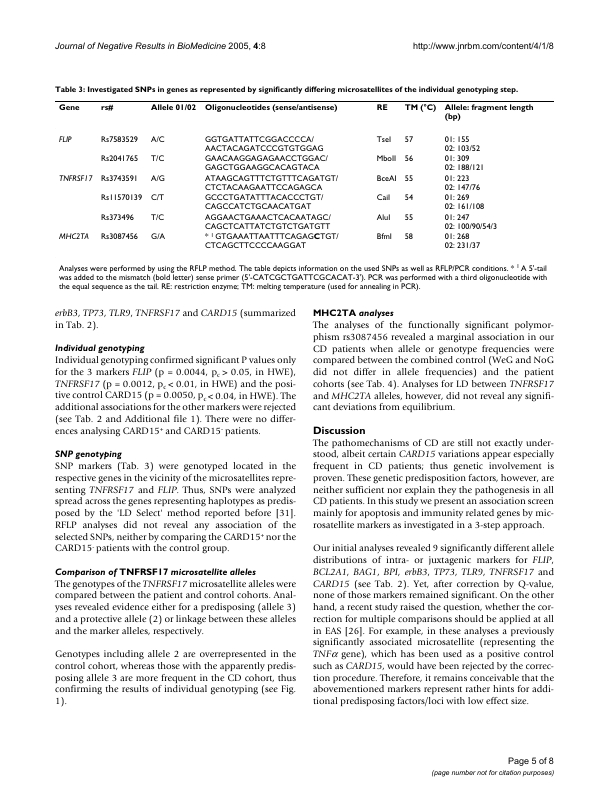 Journal of Negative Results in BioMedicine 2005, 4:8 http://www.jnrbm.com/content/4/1/8
Table 3: Investigated SNPs in genes as represented by significantly differing microsatellites of the individual genotyping step.
Gene rs# Allele 01/02 Oligonucleotides (sense/antisense) RE TM (°C) Allele: fragment length
(bp)
FLIP Rs7583529 A/C GGTGATTATTCGGACCCCA/ TseI 57 01: 155
AACTACAGATCCCGTGTGGAG 02: 103/52
Rs2041765 T/C GAACAAGGAGAGAACCTGGAC/ MboII 56 01: 309
GAGCTGGAAGGCACAGTACA 02: 188/121
TNFRSF17 Rs3743591 A/G ATAAGCAGTTTCTGTTTCAGATGT/ BceAI 55 01: 223
CTCTACAAGAATTCCAGAGCA 02: 147/76
Rs11570139 C/T GCCCTGATATTTACACCCTGT/ CaiI 54 01: 269
CAGCCATCTGCAACATGAT 02: 161/108
Rs373496 T/C AGGAACTGAAACTCACAATAGC/ AluI 55 01: 247
CAGCTCATTATCTGTCTGATGTT 02: 100/90/54/3
MHC2TA Rs3087456 G/A * 1 GTGAAATTAATTTCAGAGCTGT/ BfmI 58 01: 268
CTCAGCTTCCCCAAGGAT 02: 231/37
Analyses were performed by using the RFLP method. The table depicts information on the used SNPs as well as RFLP/PCR conditions. * 1 A 5'-tail
was added to the mismatch (bold letter) sense primer (5'-CATCGCTGATTCGCACAT-3'). PCR was performed with a third oligonucleotide with
the equal sequence as the tail. RE: restriction enzyme; TM: melting temperature (used for annealing in PCR).
erbB3, TP73, TLR9, TNFRSF17 and CARD15 (summarized
in Tab. 2).
Individual genotyping
Individual genotyping confirmed significant P values only
for the 3 markers FLIP (p = 0.0044, pc > 0.05, in HWE),
TNFRSF17 (p = 0.0012, pc < 0.01, in HWE) and the posi-
tive control CARD15 (p = 0.0050, pc < 0.04, in HWE). The
additional associations for the other markers were rejected
(see Tab. 2 and Additional file 1). There were no differ-
ences analysing CARD15+ and CARD15- patients.
SNP genotyping
SNP markers (Tab. 3) were genotyped located in the
respective genes in the vicinity of the microsatellites repre-
senting TNFRSF17 and FLIP. Thus, SNPs were analyzed
spread across the genes representing haplotypes as predis-
posed by the 'LD Select' method reported before [31].
RFLP analyses did not reveal any association of the
selected SNPs, neither by comparing the CARD15+ nor the
CARD15- patients with the control group.
Comparison of TNFRSF17 microsatellite alleles
The genotypes of the TNFRSF17 microsatellite alleles were
compared between the patient and control cohorts. Anal-
yses revealed evidence either for a predisposing (allele 3)
and a protective allele (2) or linkage between these alleles
and the marker alleles, respectively.
Genotypes including allele 2 are overrepresented in the
control cohort, whereas those with the apparently predis-
posing allele 3 are more frequent in the CD cohort, thus
confirming the results of individual genotyping (see Fig.
1).
MHC2TA analyses
The analyses of the functionally significant polymor-
phism rs3087456 revealed a marginal association in our
CD patients when allele or genotype frequencies were
compared between the combined control (WeG and NoG
did not differ in allele frequencies) and the patient
cohorts (see Tab. 4). Analyses for LD between TNFRSF17
and MHC2TA alleles, however, did not reveal any signifi-
cant deviations from equilibrium.
Discussion
The pathomechanisms of CD are still not exactly under-
stood, albeit certain CARD15 variations appear especially
frequent in CD patients; thus genetic involvement is
proven. These genetic predisposition factors, however, are
neither sufficient nor explain they the pathogenesis in all
CD patients. In this study we present an association screen
mainly for apoptosis and immunity related genes by mic-
rosatellite markers as investigated in a 3-step approach.
Our initial analyses revealed 9 significantly different allele
distributions of intra- or juxtagenic markers for FLIP,
BCL2A1, BAG1, BPI, erbB3, TP73, TLR9, TNFRSF17 and
CARD15 (see Tab. 2). Yet, after correction by Q-value,
none of those markers remained significant. On the other
hand, a recent study raised the question, whether the cor-
rection for multiple comparisons should be applied at all
in EAS [26]. For example, in these analyses a previously
significantly associated microsatellite (representing the
TNFα gene), which has been used as a positive control
such as CARD15, would have been rejected by the correc-
tion procedure. Therefore, it remains conceivable that the
abovementioned markers represent rather hints for addi-
tional predisposing factors/loci with low effect size.
Page 5 of 8
(page number not for citation purposes)